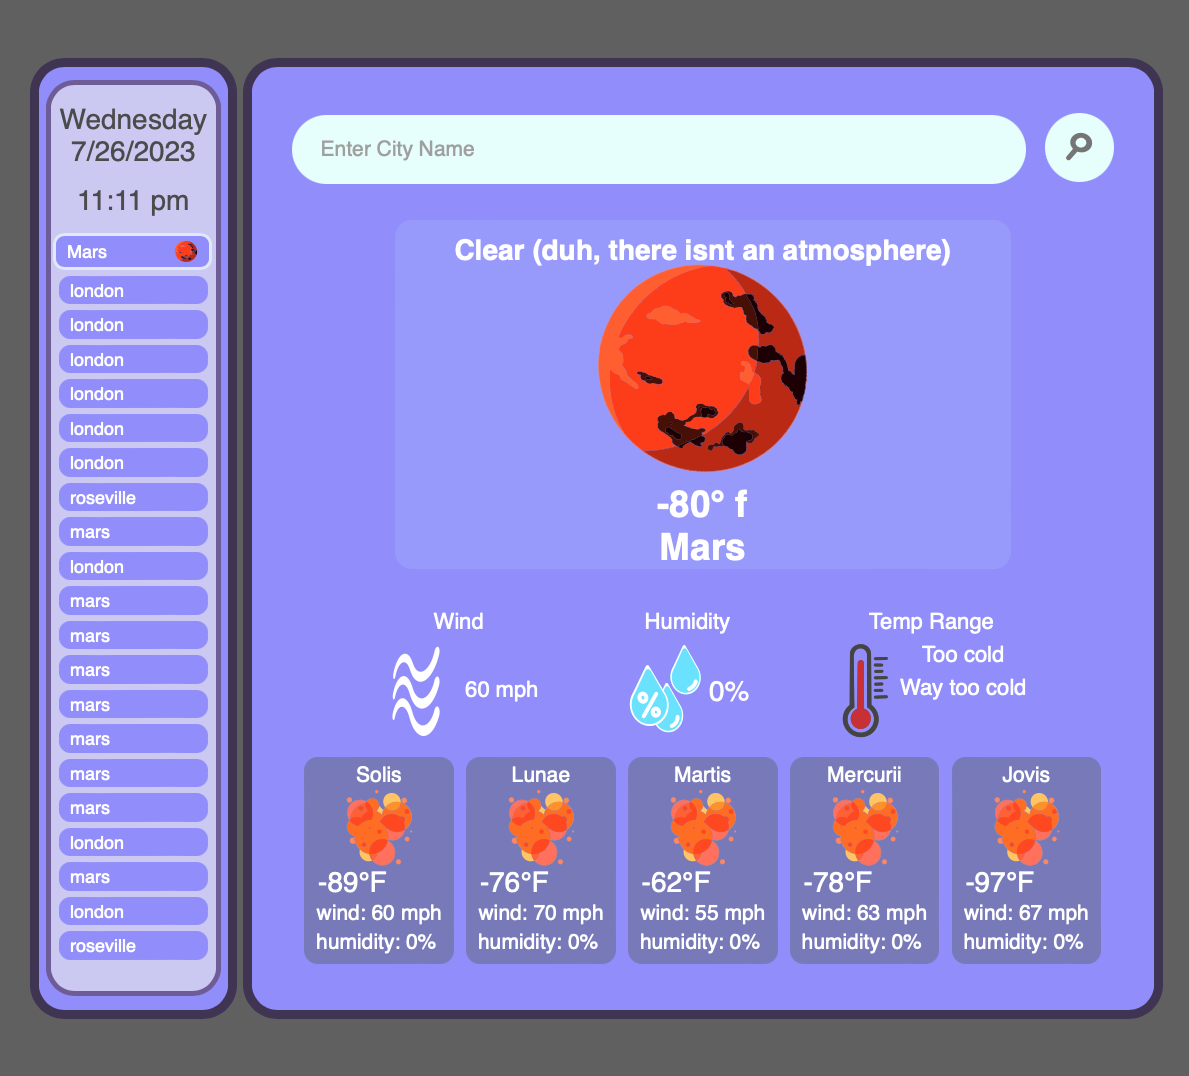 Wednesday
7/26/2023
11:11 pm
Mars
london
london
london
london
london
london
roseville
mars
london
mars
mars
mars
mars
mars
mars
mars
london
mars
london
roseville
Enter City Name
Clear (duh, there isnt an atmosphere)
-80° f
Mars
Wind
60 mph
Humidity
%
0%
Temp Range
Too cold
Way too cold
Solis
-89°F
wind: 60 mph
humidity: 0%
Lunae
-76°F
wind: 70 mph
humidity: 0%
Martis
-62°F
wind: 55 mph
humidity: 0%
Mercurii
-78°F
wind: 63 mph
humidity: 0%
Jovis
-97°F
wind: 67 mph
humidity: 0%